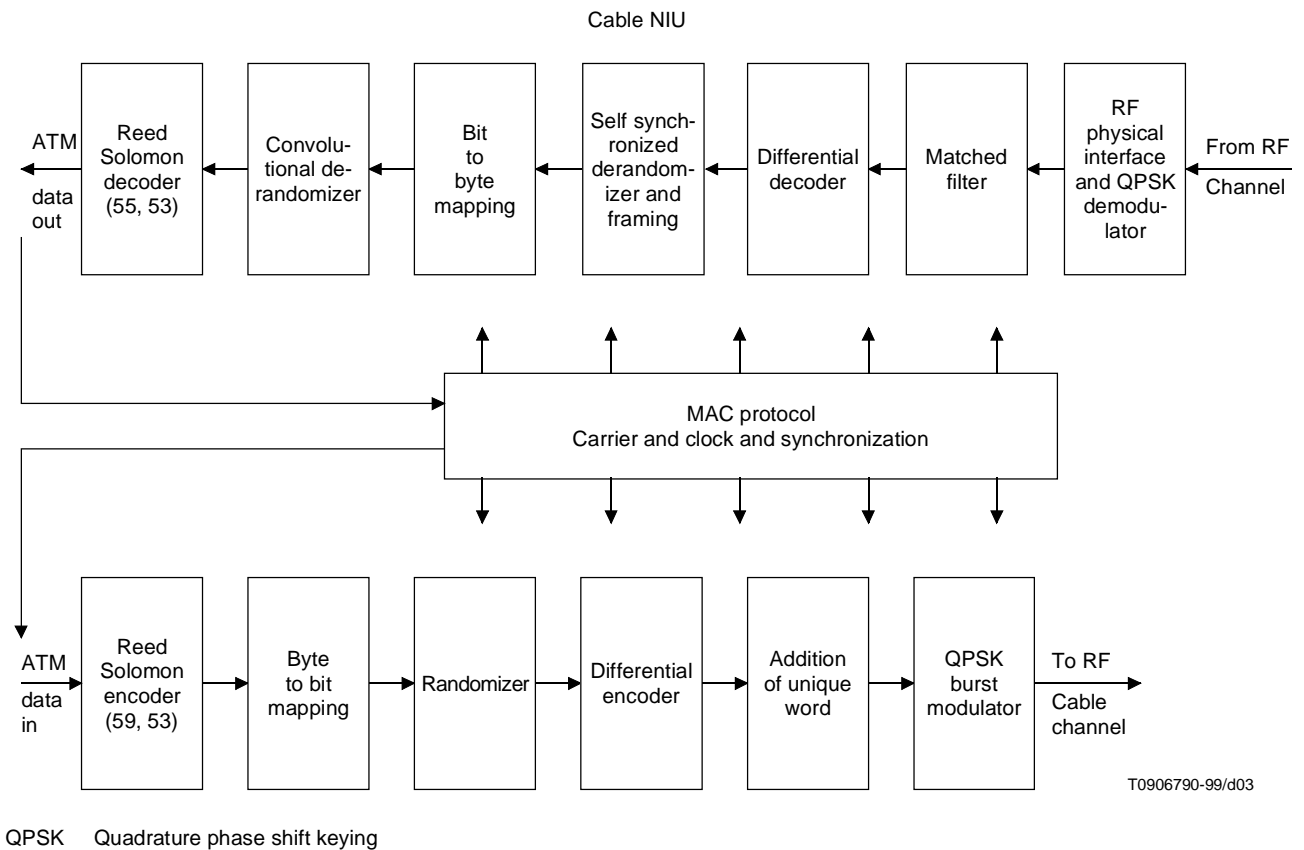 Cable NIU
ATM
data
out
Reed
Solomon
decoder
(55, 53)
Convolu-
tional de-
randomizer
Bit
to
byte
mapping
Self synch-
ronized
derandom-
izer and
framing
Differential
decoder
Matched
filter
RF
physical
interface
and QPSK
demodu-
lator
From RF
Channel
MAC protocol
Carrier and clock and synchronization
ATM
data
in
Reed
Solomon
encoder
(59, 53)
Byte
to bit
mapping
Randomizer
Differential
encoder
Addition
of unique
word
QPSK
burst
modulator
To RF
Cable
channel
T0906790-99/d03
QPSK Quadrature phase shift keying